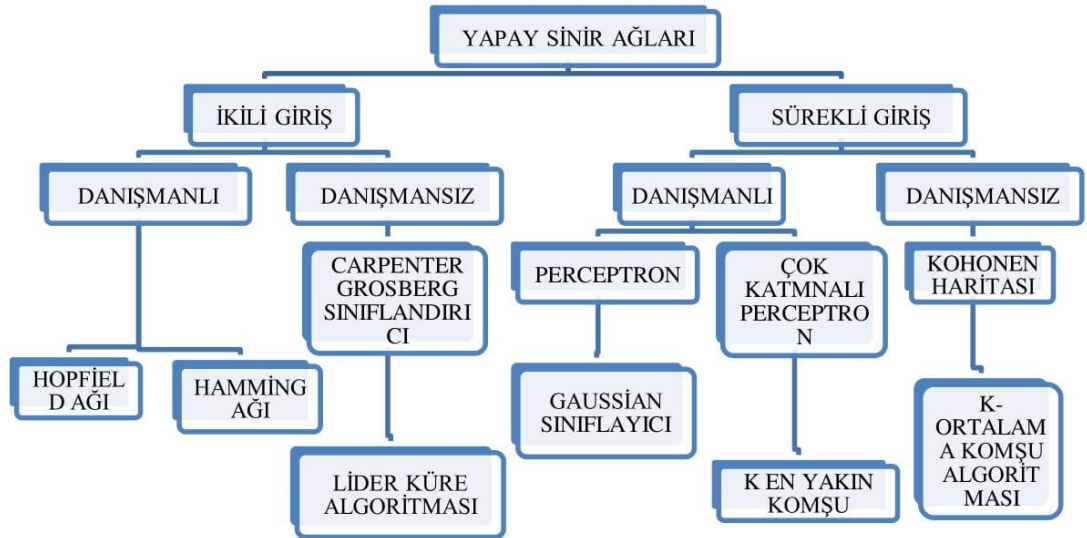 YAPAY SİNİR AĞLARI
İKİLİ GİRİŞ
SÜREKLİ GİRİŞ
DANIŞMANLI
DANIŞMANSIZ
DANIŞMANLI
DANIŞMANSIZ
CARPENTER
GROSBERG
SINIFLANDIRI
CI
PERCEPTRON
ÇOK
KATMNALI
PERCEPTRO
N
KOHONEN
HARİTASI
HOPFİEL
D AĞI
HAMMİNG
AĞI
GAUSSİAN
SINIFLAYICI
K-
ORTALAM
A KOMŞU
ALGORİT
MASI
LİDER KÜRE
ALGORİTMASI
K EN YAKIN
KOMŞU